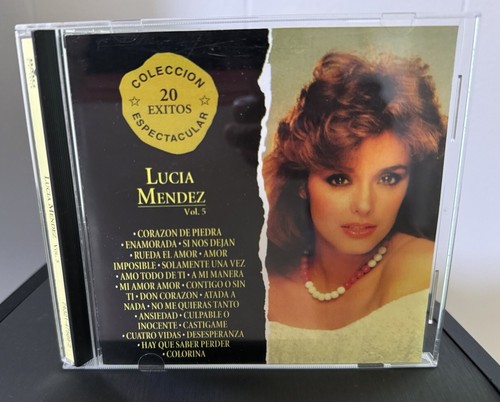 COLECCION
20
EXITOS
ESPECTACULAR
LUCIA
MENDEZ
Vol. 5
• CORAZON DE PIEDRA
• ENAMORADA • SI NOS DEJAN
• RUEDA EL AMOR • AMOR
IMPOSIBLE • SOLAMENTE UNA VEZ
• AMO TODO DE TI • A MI MANERA
• MI AMOR AMOR • CONTIGO O SIN
TI • DON CORAZON • ATADA A
NADA • NO ME QUIERAS TANTO
• ANSIEDAD • CULPABLE O
INOCENTE • CASTIGAME
• CUATRO VIDAS • DESESPERANZA
• HAY QUE SABER PERDER
• COLORINA
LUCIA MENDEZ